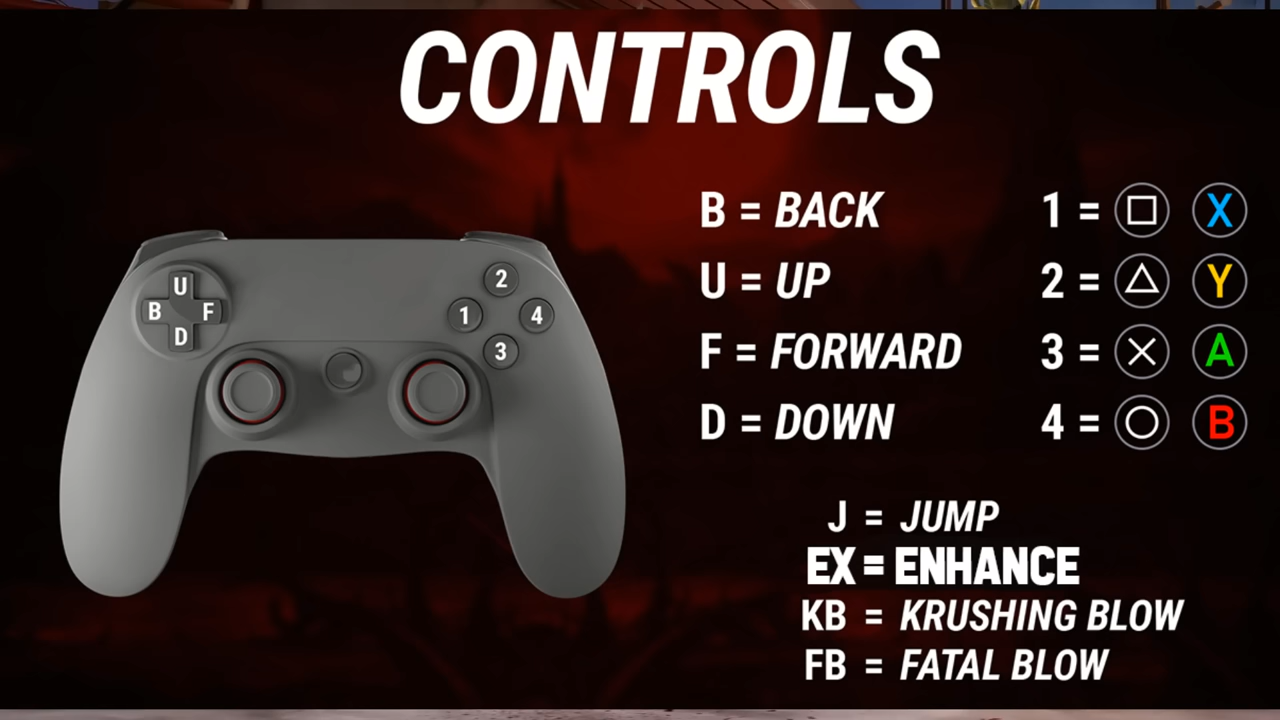 CONTROLS
B = BACK
U = UP
F = FORWARD
D = DOWN
1 = □ X
2 = △ Y
3 = ✕ A
4 = ○ B
J = JUMP
EX = ENHANCE
KB = KRUSHING BLOW
FB = FATAL BLOW
U
B F
D
2
1 4
3